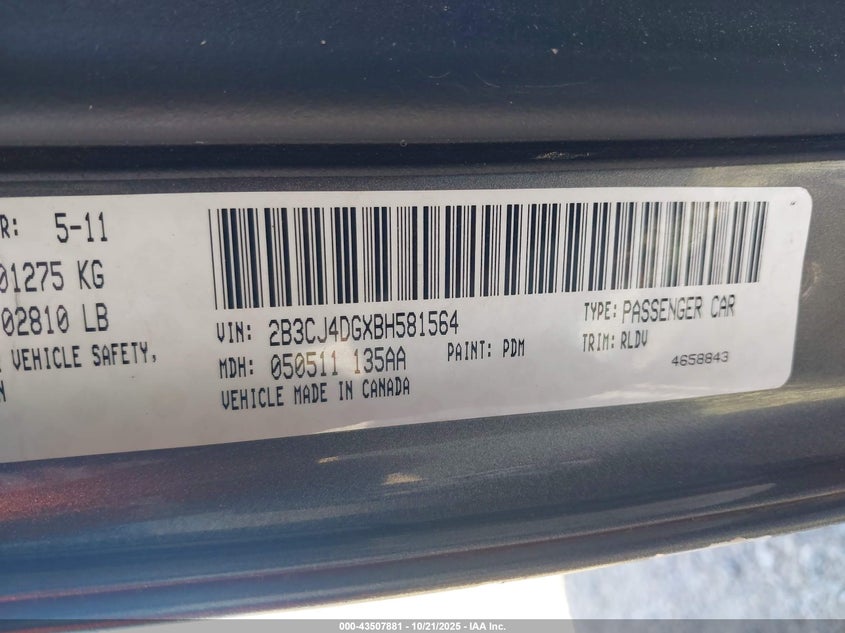 R: 5-11
01275 KG
02810 LB
VEHICLE SAFETY,
N
VIN: 2B3CJ4DGXBH581564
MDH: 050511 135AA
VEHICLE MADE IN CANADA
PAINT: PDM
TYPE: PASSENGER CAR
TRIM: RLDV
4658843
000-43507881 - 10/21/2025 - IAA Inc.